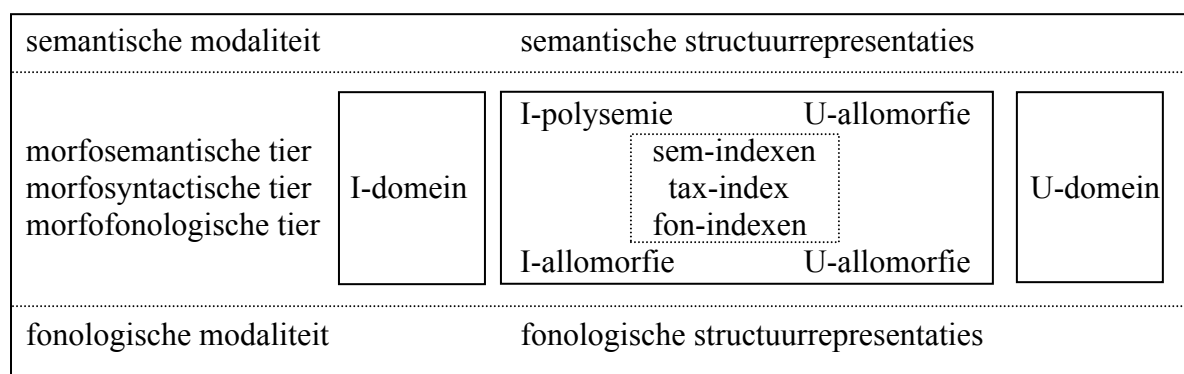 semantische modaliteit semantische structuurrepresentaties
I-polysemie U-allomorfie
morfosemantische tier sem-indexen
morfosyntactische tier I-domein tax-index U-domein
morfofonologische tier fon-indexen
I-allomorfie U-allomorfie
fonologische modaliteit fonologische structuurrepresentaties